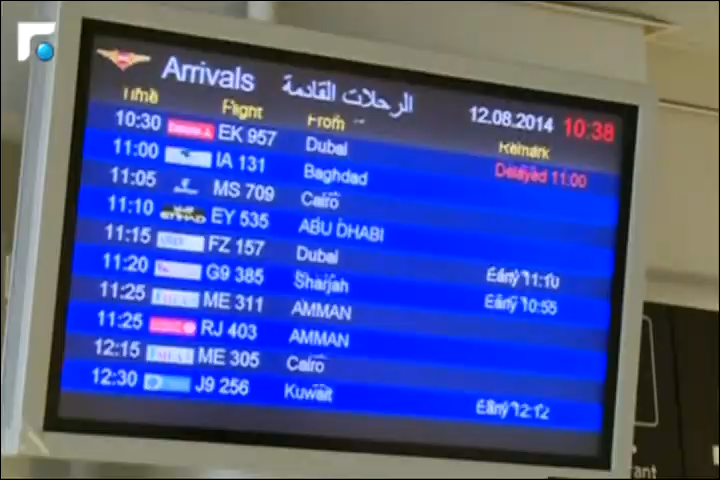 Arrivals الرحلات القادمة 12.08.2014 10:38
Time Flight From Remark
10:30 EK 957 Dubai Delayed 11:00
11:00 IA 131 Baghdad
11:05 MS 709 Cairo
11:10 ETIHAD EY 535 ABU DHABI
11:15 FZ 157 Dubai Early 11:10
11:20 G9 385 Sharjah Early 10:55
11:25 ME 311 AMMAN
11:25 RJ 403 AMMAN
12:15 ME 305 Cairo
12:30 J9 256 Kuwait Early 12:12